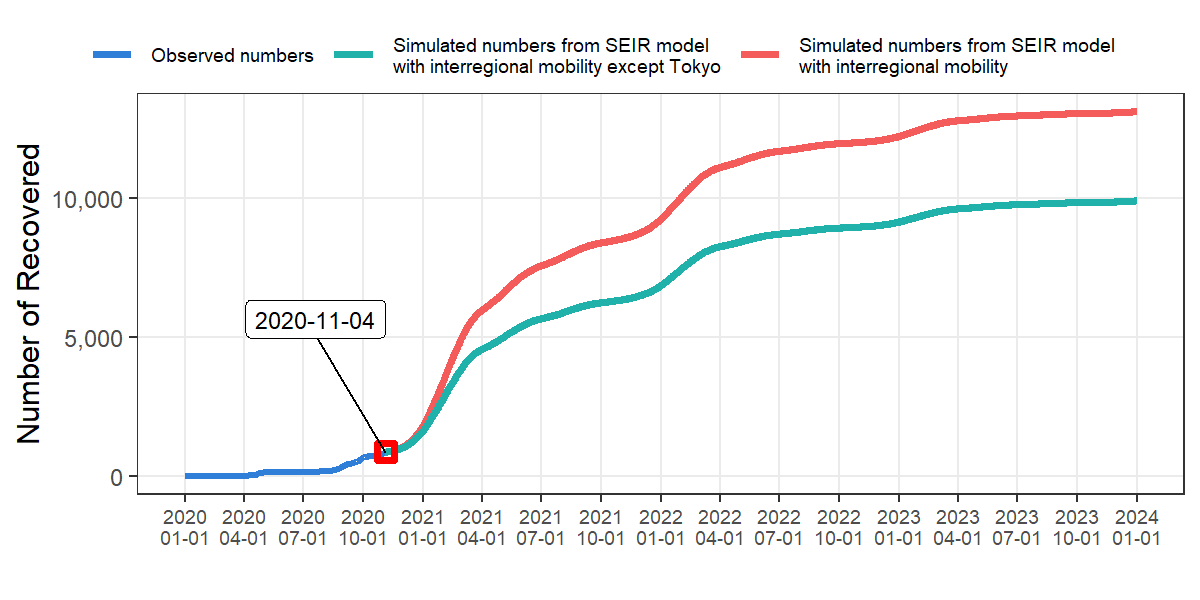 Observed numbers
Simulated numbers from SEIR model
with interregional mobility except Tokyo
Simulated numbers from SEIR model
with interregional mobility
Number of Recovered
10,000
5,000
0
2020-11-04
2020 2020 2020 2020 2021 2021 2021 2021 2022 2022 2022 2022 2023 2023 2023 2023 2024
01-01 04-01 07-01 10-01 01-01 04-01 07-01 10-01 01-01 04-01 07-01 10-01 01-01 04-01 07-01 10-01 01-01